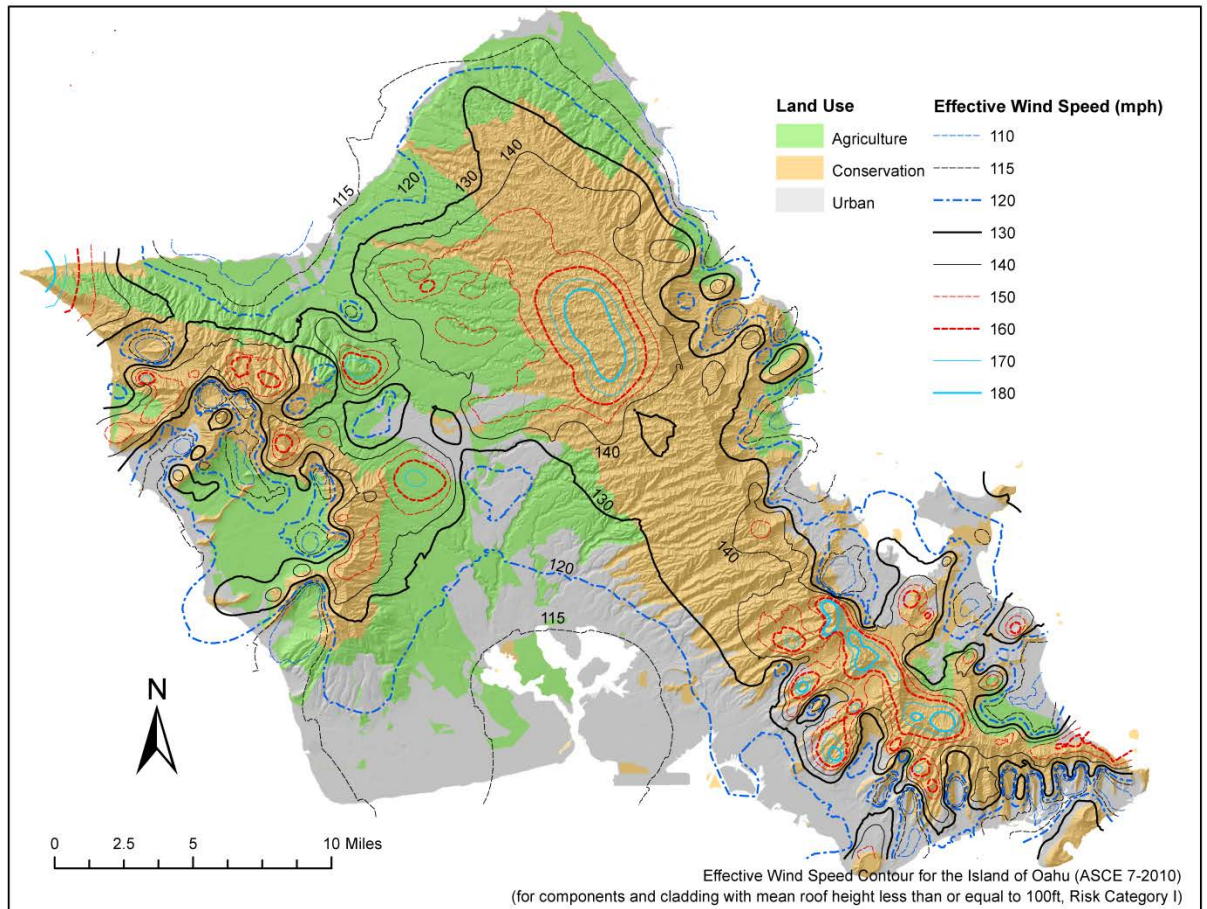 Land Use
Agriculture
Conservation
Urban
Effective Wind Speed (mph)
110
115
120
130
140
150
160
170
180
115
120
130
140
140
130
140
120
115
N
0 2.5 5 10 Miles
Effective Wind Speed Contour for the Island of Oahu (ASCE 7-2010)
(for components and cladding with mean roof height less than or equal to 100ft, Risk Category I)